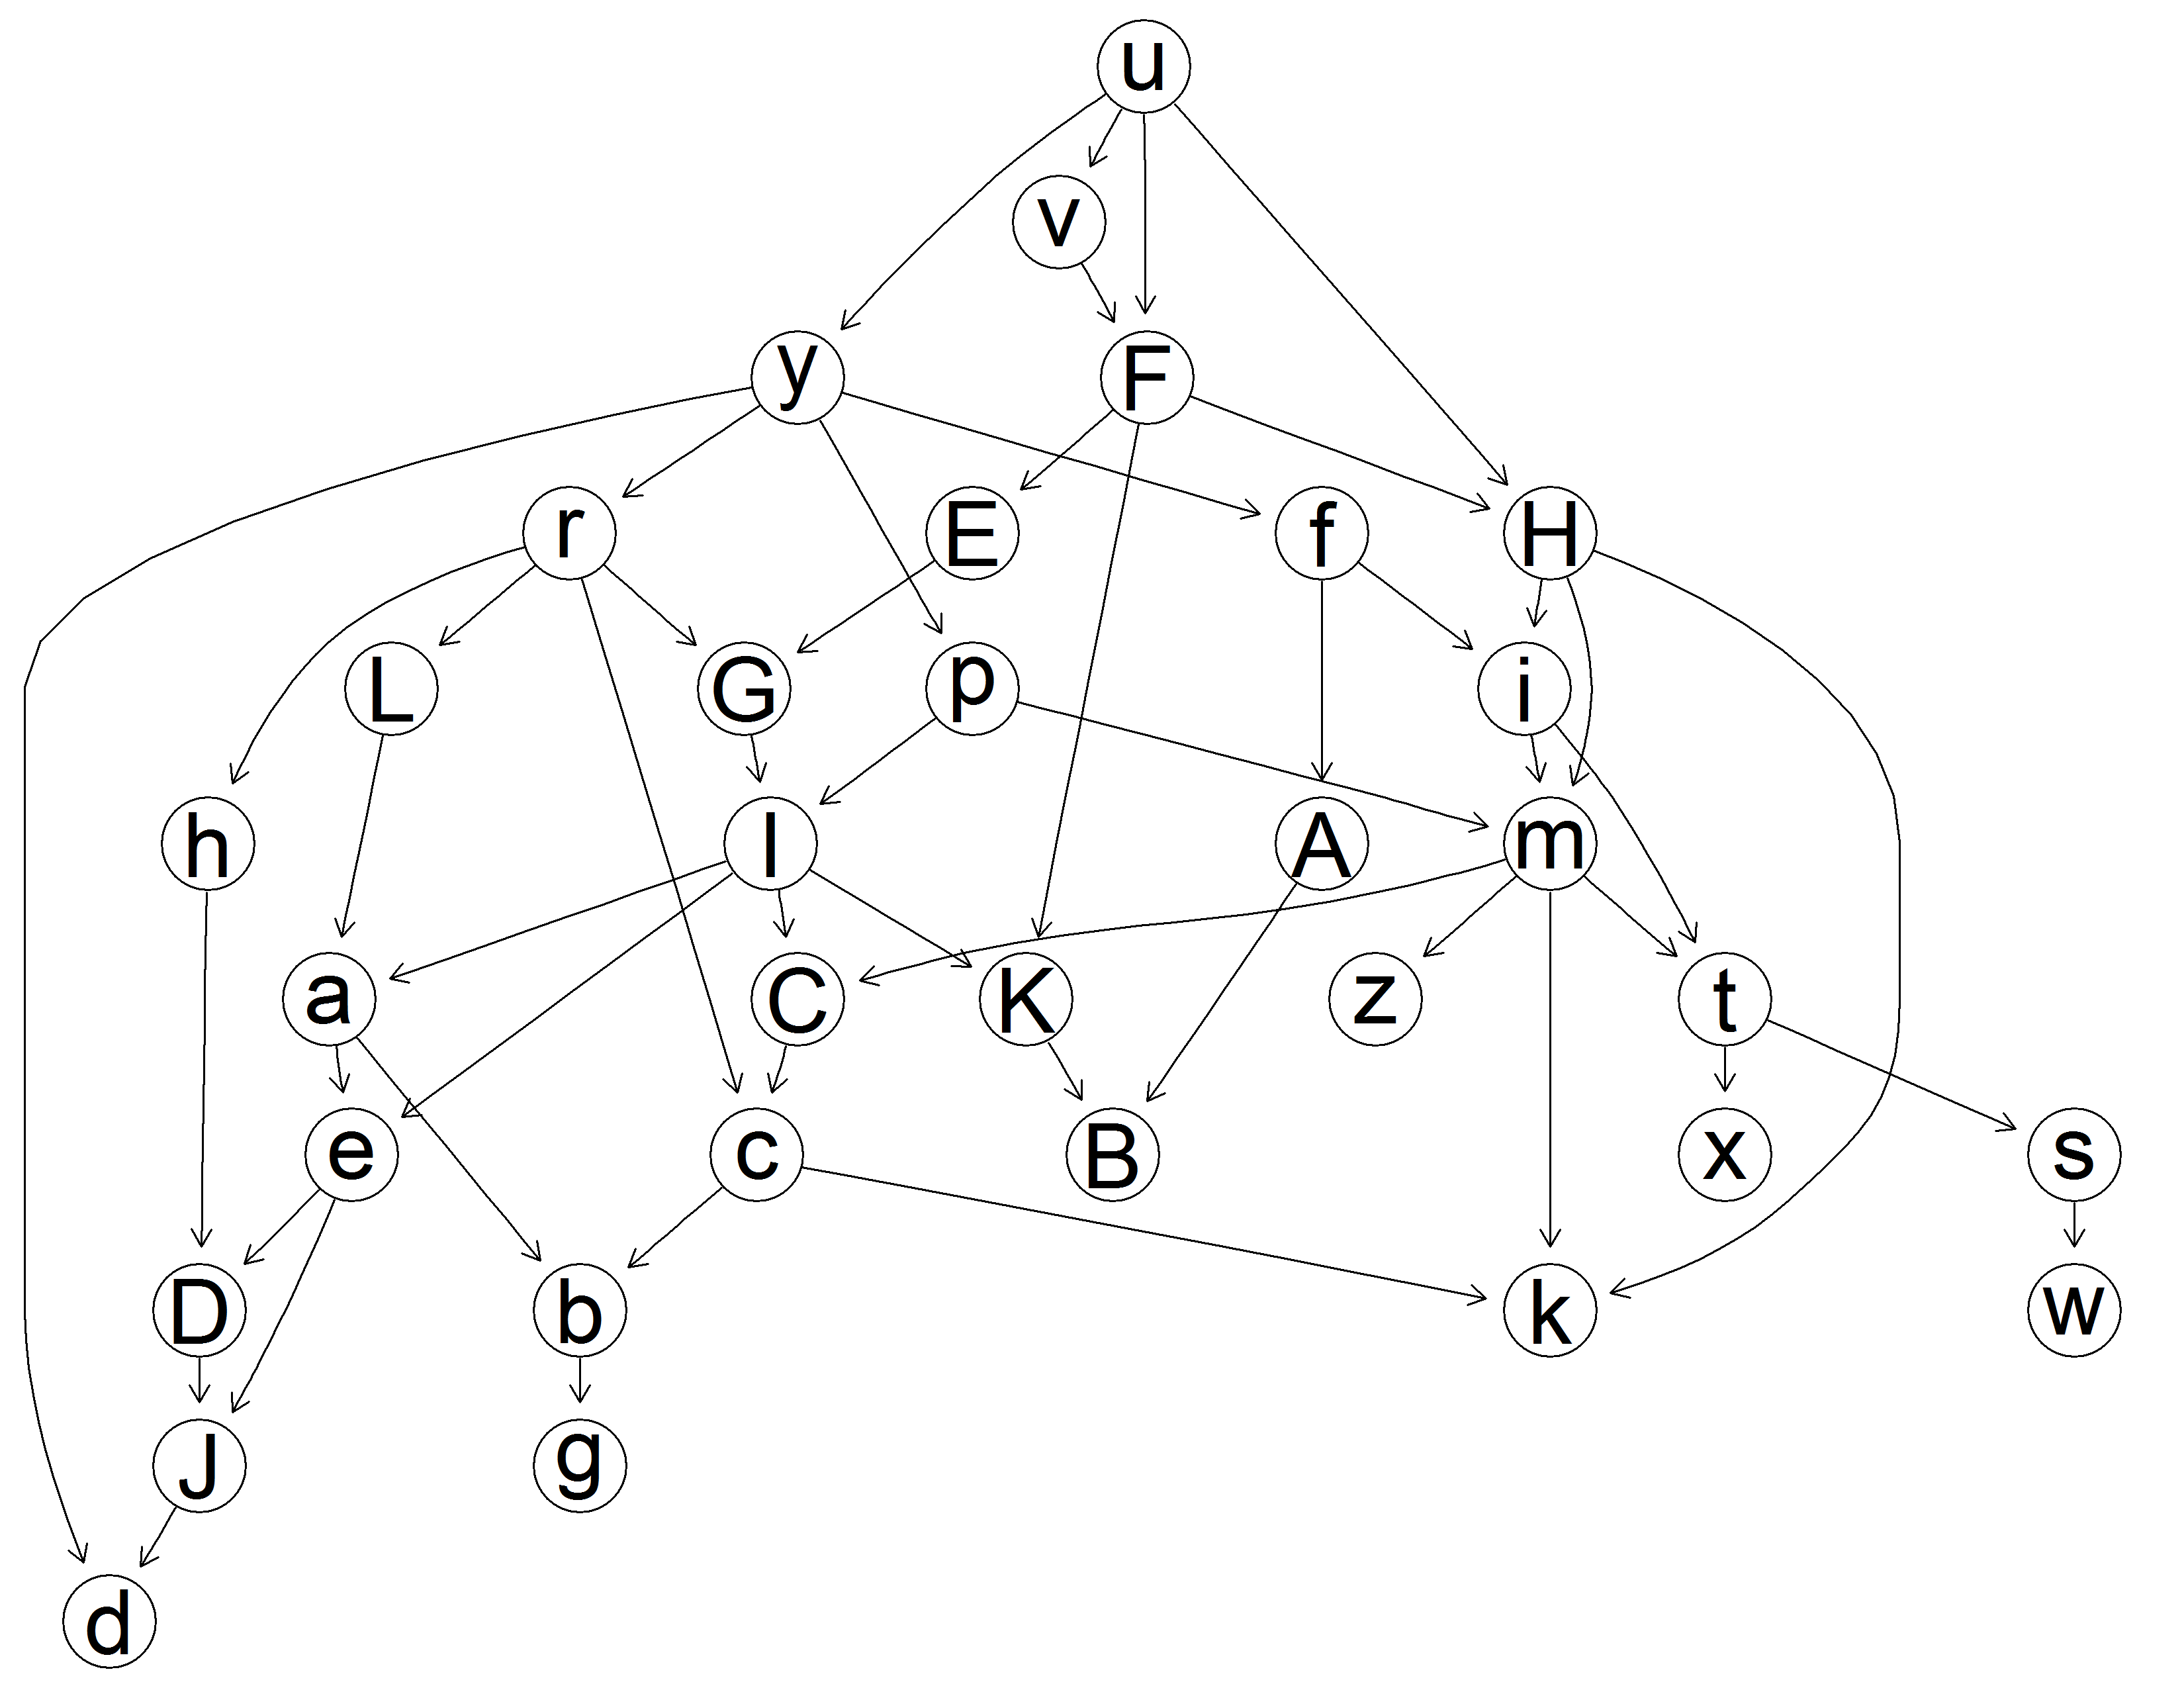 u
v
y F
r E f H
L G p i
h l A m
a C K z t
e c B x s
D b k w
J g
d